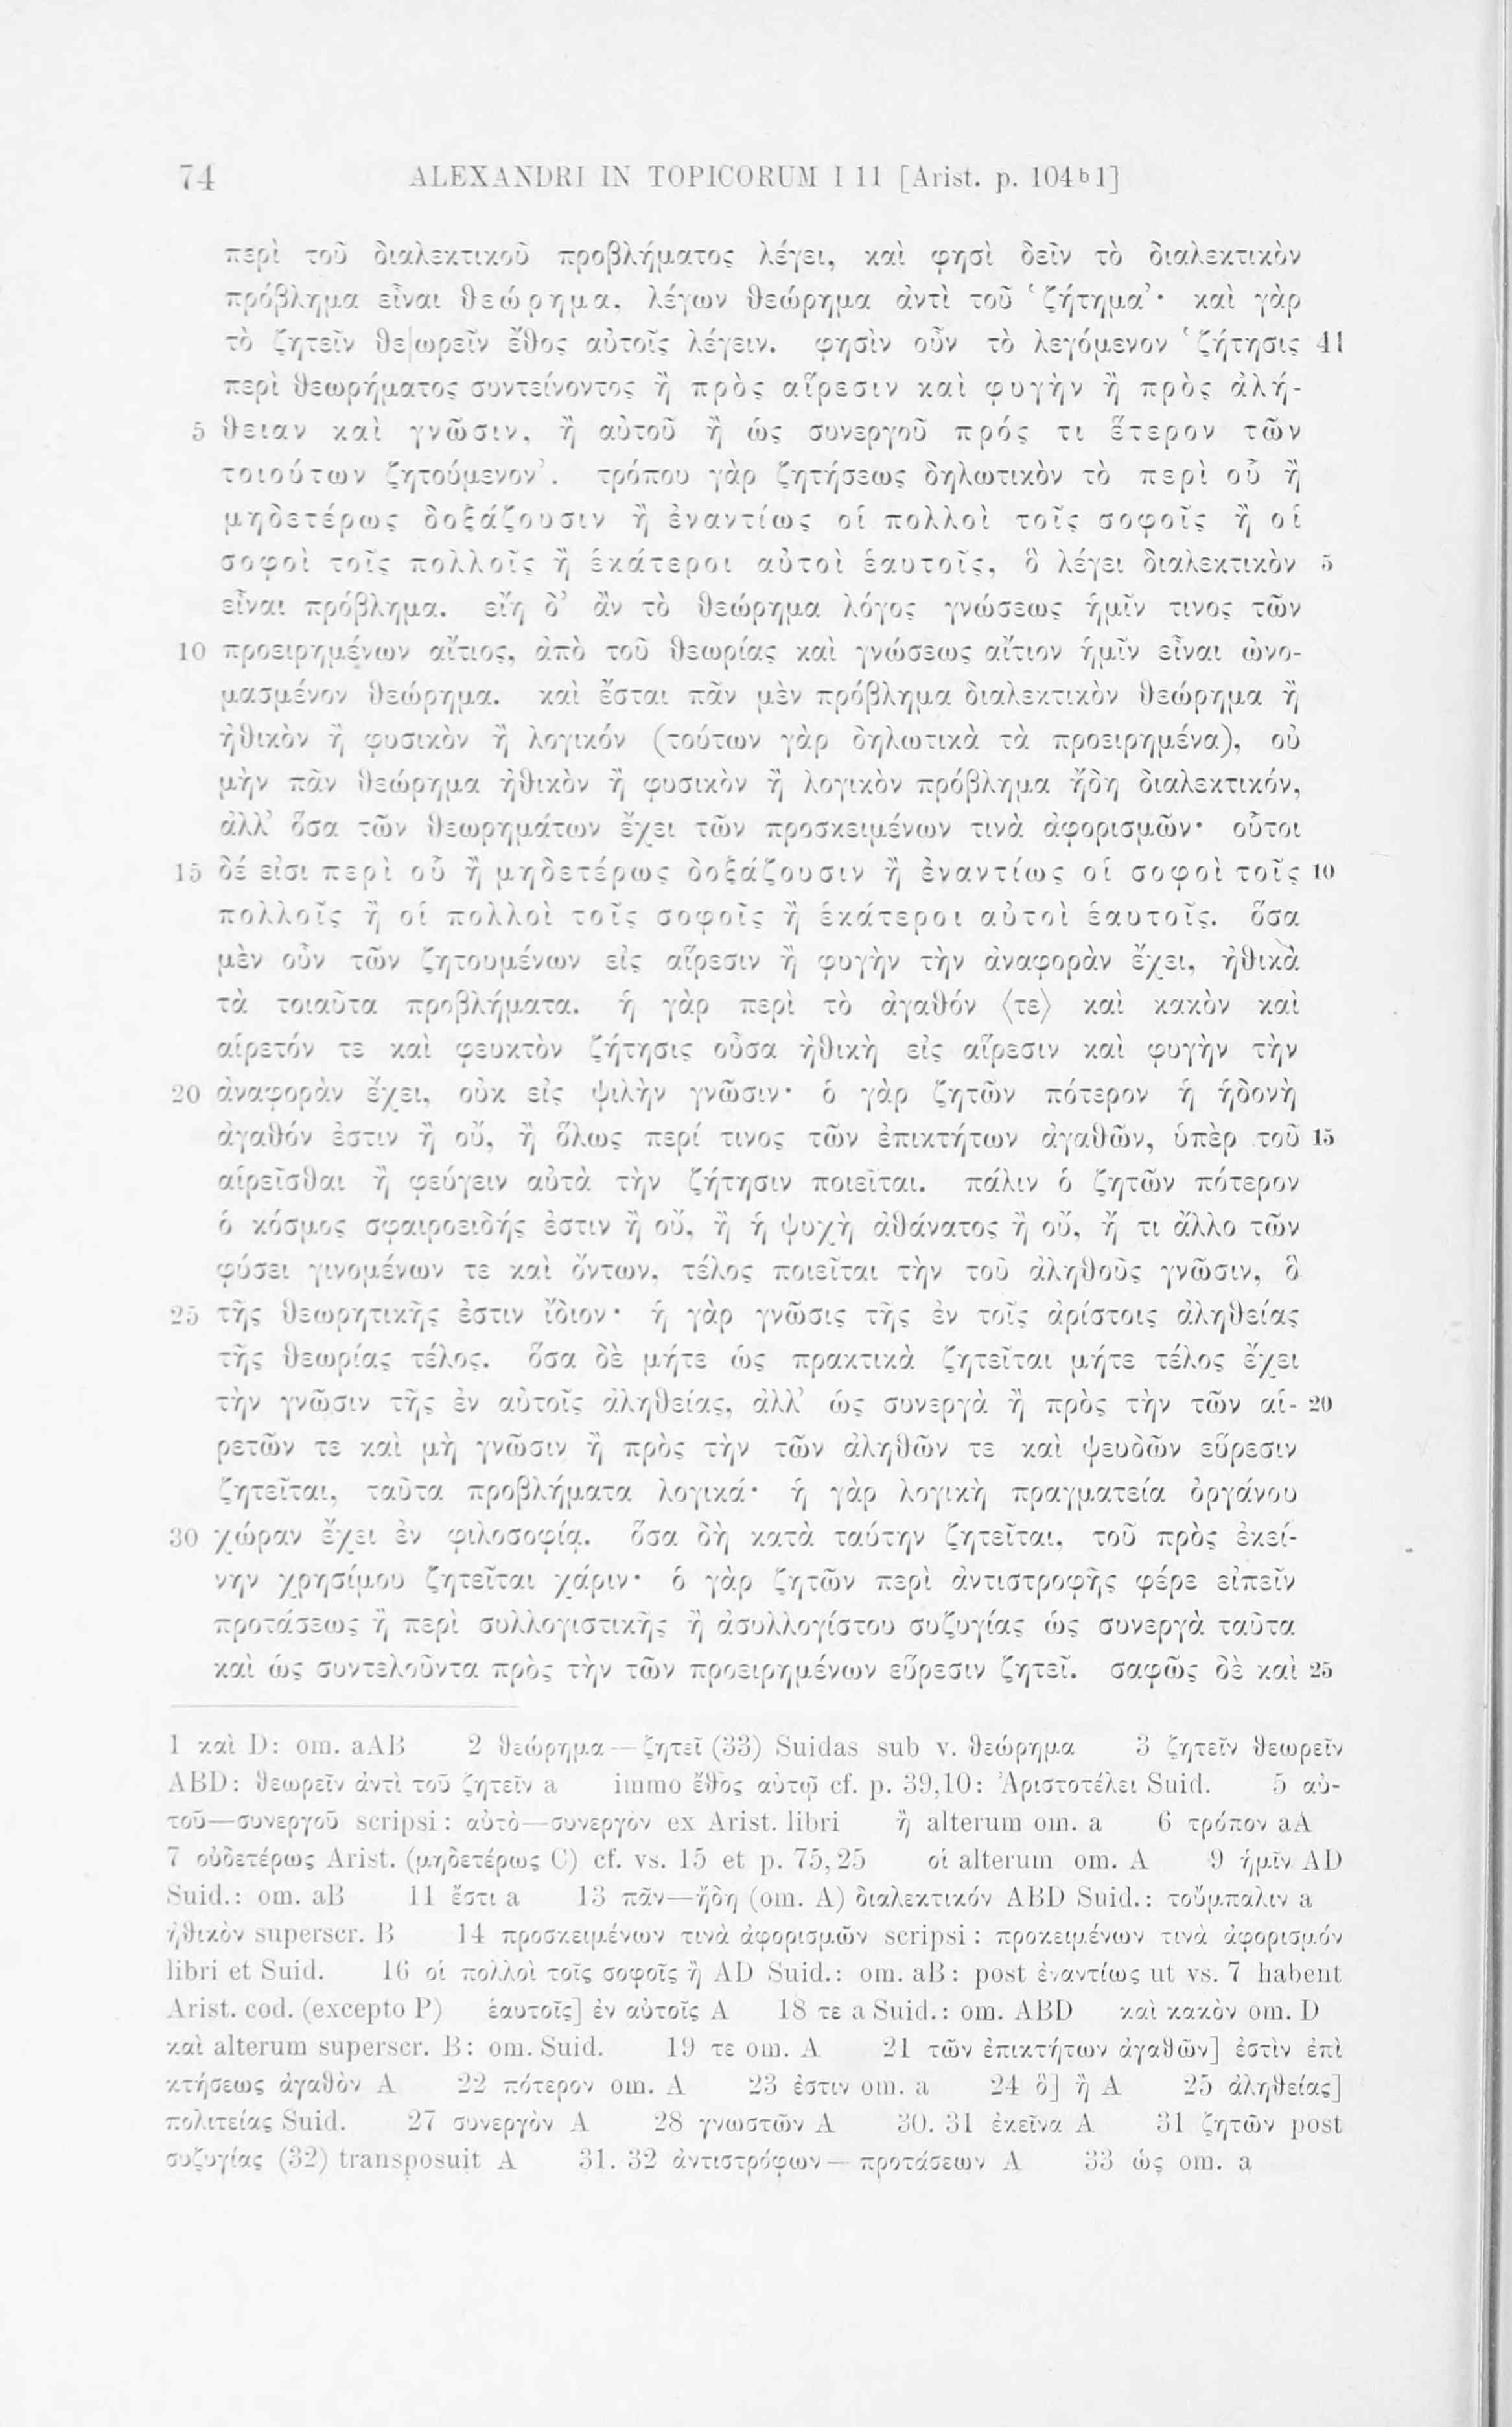 74 ALEXANDRI IN TOPICORUM I 11 [Arist. p. 104b1]
περὶ τοῦ διαλεκτικοῦ προβλήματος λέγει, καὶ φησὶ δεῖν τὸ διαλεκτικὸν
πρόβλημα εἶναι θεώρημα, λέγων θεώρημα ἀντὶ τοῦ ‘ζήτημα’· καὶ γὰρ
τὸ ζητεῖν θε|ωρεῖν ἔθος αὐτοῖς λέγειν. φησὶν οὖν τὸ λεγόμενον ‘ζήτησις 41
περὶ θεωρήματος συντείνοντος ἢ πρὸς αἵρεσιν καὶ φυγὴν ἢ πρὸς ἀλή-
5 θειαν καὶ γνῶσιν, ἢ αὐτοῦ ἢ ὡς συνεργοῦ πρός τι ἕτερον τῶν
τοιούτων ζητούμενον’. τρόπου γὰρ ζητήσεως δηλωτικὸν τὸ περὶ οὗ ἢ
μηδετέρως δοξάζουσιν ἢ ἐναντίως οἱ πολλοὶ τοῖς σοφοῖς ἢ οἱ
σοφοὶ τοῖς πολλοῖς ἢ ἑκάτεροι αὐτοὶ ἑαυτοῖς, ὃ λέγει διαλεκτικὸν 5
εἶναι πρόβλημα. εἴη δ’ ἂν τὸ θεώρημα λόγος γνώσεως ἡμῖν τινος τῶν
10 προειρημένων αἴτιος, ἀπὸ τοῦ θεωρίας καὶ γνώσεως αἴτιον ἡμῖν εἶναι ὠνο-
μασμένον θεώρημα. καὶ ἔσται πᾶν μὲν πρόβλημα διαλεκτικὸν θεώρημα ἢ
ἠθικὸν ἢ φυσικὸν ἢ λογικόν (τούτων γὰρ δηλωτικὰ τὰ προειρημένα), οὐ
μὴν πᾶν θεώρημα ἠθικὸν ἢ φυσικὸν ἢ λογικὸν πρόβλημα ἤδη διαλεκτικόν,
ἀλλ’ ὅσα τῶν θεωρημάτων ἔχει τῶν προσκειμένων τινὰ ἀφορισμῶν· οὗτοι
15 δέ εἰσι περὶ οὗ ἢ μηδετέρως δοξάζουσιν ἢ ἐναντίως οἱ σοφοὶ τοῖς 10
πολλοῖς ἢ οἱ πολλοὶ τοῖς σοφοῖς ἢ ἑκάτεροι αὐτοὶ ἑαυτοῖς. ὅσα
μὲν οὖν τῶν ζητουμένων εἰς αἵρεσιν ἢ φυγὴν τὴν ἀναφορὰν ἔχει, ἠθικὰ
τὰ τοιαῦτα προβλήματα. ἡ γὰρ περὶ τὸ ἀγαθόν ⟨τε⟩ καὶ κακὸν καὶ
αἱρετόν τε καὶ φευκτὸν ζήτησις οὖσα ἠθικὴ εἰς αἵρεσιν καὶ φυγὴν τὴν
20 ἀναφορὰν ἔχει, οὐκ εἰς ψιλὴν γνῶσιν· ὁ γὰρ ζητῶν πότερον ἡ ἡδονὴ
ἀγαθόν ἐστιν ἢ οὔ, ἢ ὅλως περί τινος τῶν ἐπικτήτων ἀγαθῶν, ὑπὲρ τοῦ 15
αἱρεῖσθαι ἢ φεύγειν αὐτὰ τὴν ζήτησιν ποιεῖται. πάλιν ὁ ζητῶν πότερον
ὁ κόσμος σφαιροειδής ἐστιν ἢ οὔ, ἢ ἡ ψυχὴ ἀθάνατος ἢ οὔ, ἤ τι ἄλλο τῶν
φύσει γινομένων τε καὶ ὄντων, τέλος ποιεῖται τὴν τοῦ ἀληθοῦς γνῶσιν, ὃ
25 τῆς θεωρητικῆς ἐστιν ἴδιον· ἡ γὰρ γνῶσις τῆς ἐν τοῖς ἀρίστοις ἀληθείας
τῆς θεωρίας τέλος. ὅσα δὲ μήτε ὡς πρακτικὰ ζητεῖται μήτε τέλος ἔχει
τὴν γνῶσιν τῆς ἐν αὐτοῖς ἀληθείας, ἀλλ’ ὡς συνεργὰ ἢ πρὸς τὴν τῶν αἱ- 20
ρετῶν τε καὶ μὴ γνῶσιν ἢ πρὸς τὴν τῶν ἀληθῶν τε καὶ ψευδῶν εὕρεσιν
ζητεῖται, ταῦτα προβλήματα λογικά· ἡ γὰρ λογικὴ πραγματεία ὀργάνου
30 χώραν ἔχει ἐν φιλοσοφίᾳ. ὅσα δὴ κατὰ ταύτην ζητεῖται, τοῦ πρὸς ἐκεί-
νην χρησίμου ζητεῖται χάριν· ὁ γὰρ ζητῶν περὶ ἀντιστροφῆς φέρε εἰπεῖν
προτάσεως ἢ περὶ συλλογιστικῆς ἢ ἀσυλλογίστου συζυγίας ὡς συνεργὰ ταῦτα
καὶ ὡς συντελοῦντα πρὸς τὴν τῶν προειρημένων εὕρεσιν ζητεῖ. σαφῶς δὲ καὶ 25
1 καὶ D: om. aAB 2 θεώρημα—ζητεῖ (33) Suidas sub v. θεώρημα 3 ζητεῖν θεωρεῖν
ABD: θεωρεῖν ἀντὶ τοῦ ζητεῖν a immo ἔθος αὐτῷ cf. p. 39,10: Ἀριστοτέλει Suid. 5 αὐ-
τοῦ—συνεργοῦ scripsi: αὐτὸ—συνεργὸν ex Arist. libri ἢ alterum om. a 6 τρόπον aA
7 οὐδετέρως Arist. (μηδετέρως C) cf. vs. 15 et p. 75,25 οἱ alterum om. A 9 ἡμῖν AD
Suid.: om. aB 11 ἔστι a 13 πᾶν—ἤδη (om. A) διαλεκτικόν ABD Suid.: τοὔμπαλιν a
ἠθικὸν superscr. B 14 προσκειμένων τινὰ ἀφορισμῶν scripsi: προκειμένων τινὰ ἀφορισμόν
libri et Suid. 16 οἱ πολλοὶ τοῖς σοφοῖς ἢ AD Suid.: om. aB: post ἐναντίως ut vs. 7 habent
Arist. cod. (excepto P) ἑαυτοῖς] ἐν αὐτοῖς A 18 τε a Suid.: om. ABD καὶ κακὸν om. D
καὶ alterum superscr. B: om. Suid. 19 τε om. A 21 τῶν ἐπικτήτων ἀγαθῶν] ἐστὶν ἐπὶ
κτήσεως ἀγαθὸν A 22 πότερον om. A 23 ἐστιν om. a 24 ὃ] ἢ A 25 ἀληθείας]
πολιτείας Suid. 27 συνεργὸν A 28 γνωστῶν A 30. 31 ἐκεῖνα A 31 ζητῶν post
συζυγίας (32) transposuit A 31. 32 ἀντιστρόφων—προτάσεων A 33 ὡς om. a